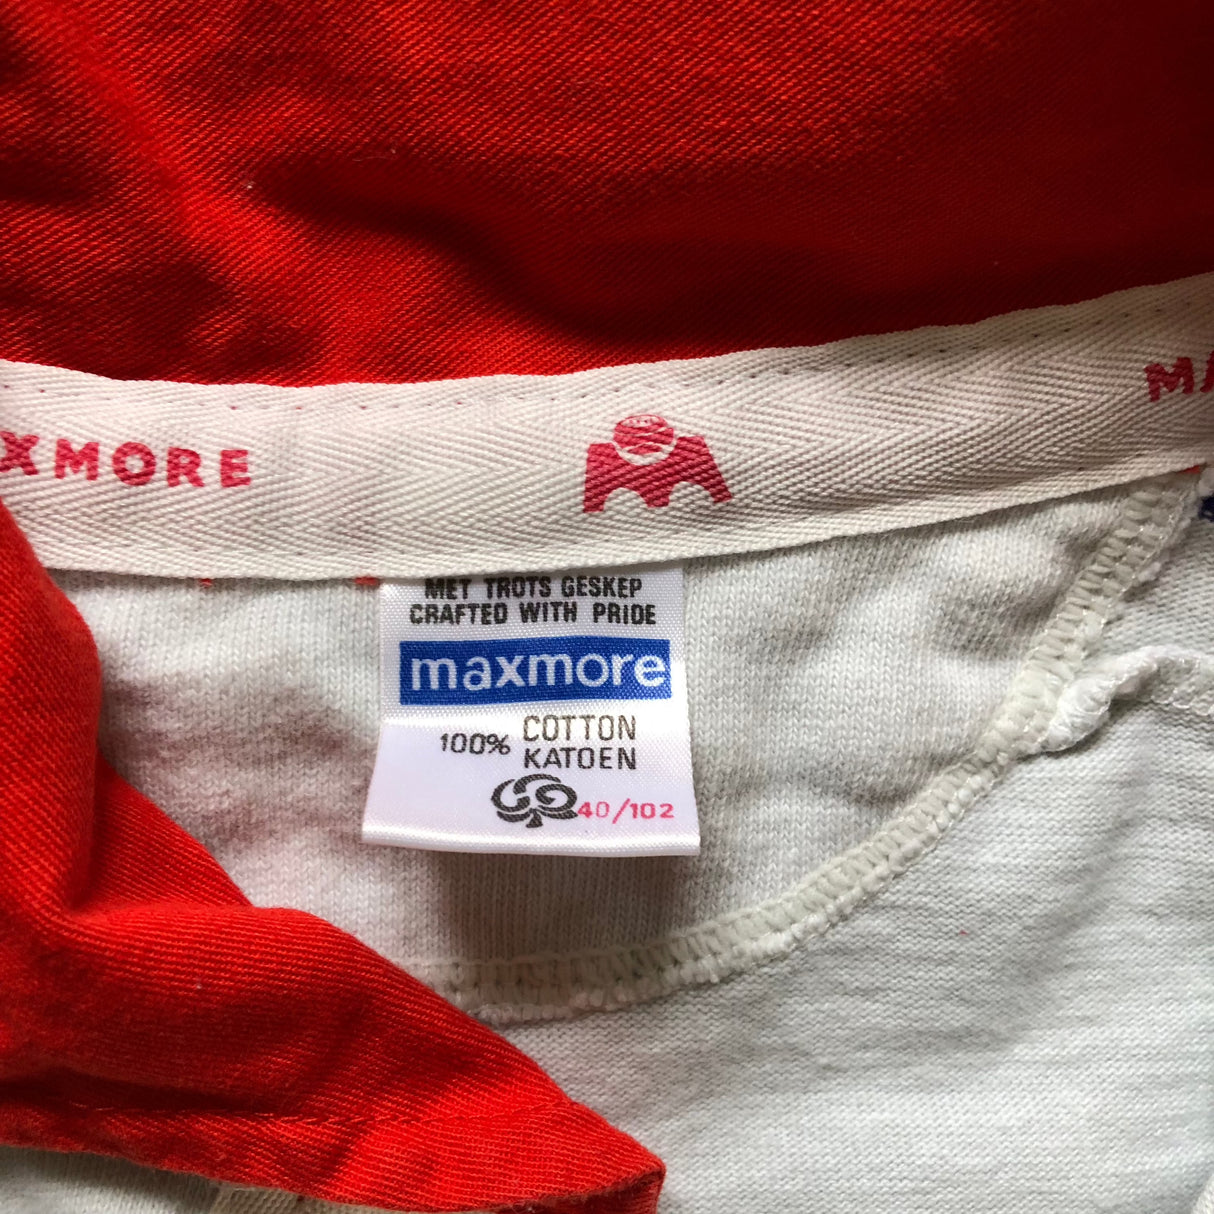 XMORE
MA
MET TROTS GESKEP
CRAFTED WITH PRIDE
maxmore
100% COTTON
KATOEN
40/102